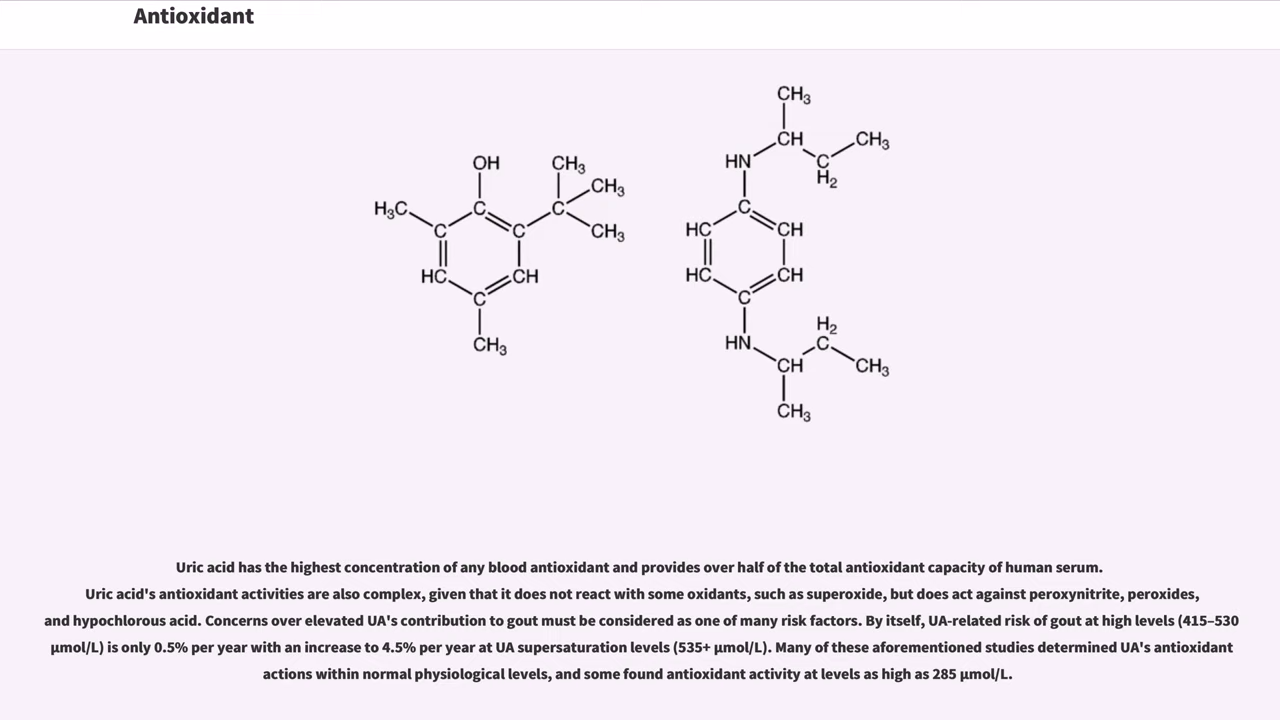 Antioxidant
CH3
OH CH3 HN CH CH3
C
H2
H3C C C CH3
C C CH3
C
HC CH
HC CH
HC CH
C
C
CH3
H2
HN C
CH CH3
CH3
Uric acid has the highest concentration of any blood antioxidant and provides over half of the total antioxidant capacity of human serum.
Uric acid's antioxidant activities are also complex, given that it does not react with some oxidants, such as superoxide, but does act against peroxynitrite, peroxides,
and hypochlorous acid. Concerns over elevated UA's contribution to gout must be considered as one of many risk factors. By itself, UA-related risk of gout at high levels (415–530
μmol/L) is only 0.5% per year with an increase to 4.5% per year at UA supersaturation levels (535+ μmol/L). Many of these aforementioned studies determined UA's antioxidant
actions within normal physiological levels, and some found antioxidant activity at levels as high as 285 μmol/L.